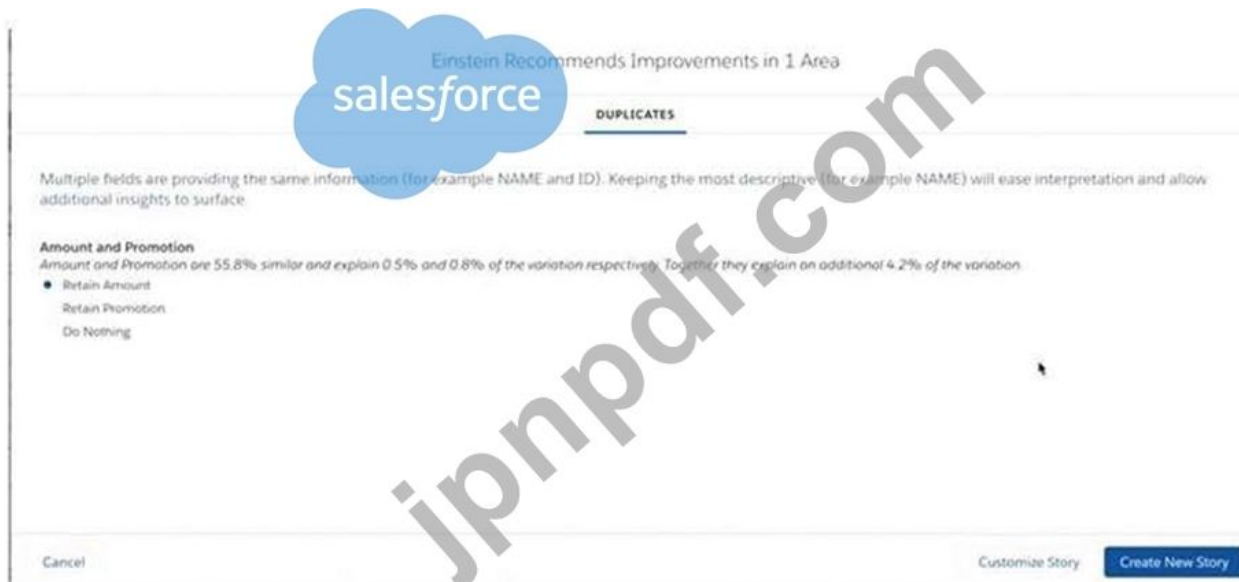 Einstein Recommends Improvements in 1 Area
salesforce
DUPLICATES
Multiple fields are providing the same information (for example NAME and ID). Keeping the most descriptive (for example NAME) will ease interpretation and allow
additional insights to surface
Amount and Promotion
Amount and Promotion are 55.8% similar and explain 0.5% and 0.8% of the variation respectively. Together they explain an additional 4.2% of the variation.
Retain Amount
Retain Promotion
Do Nothing
jpnpdf.com
Cancel
Customize Story
Create New Story